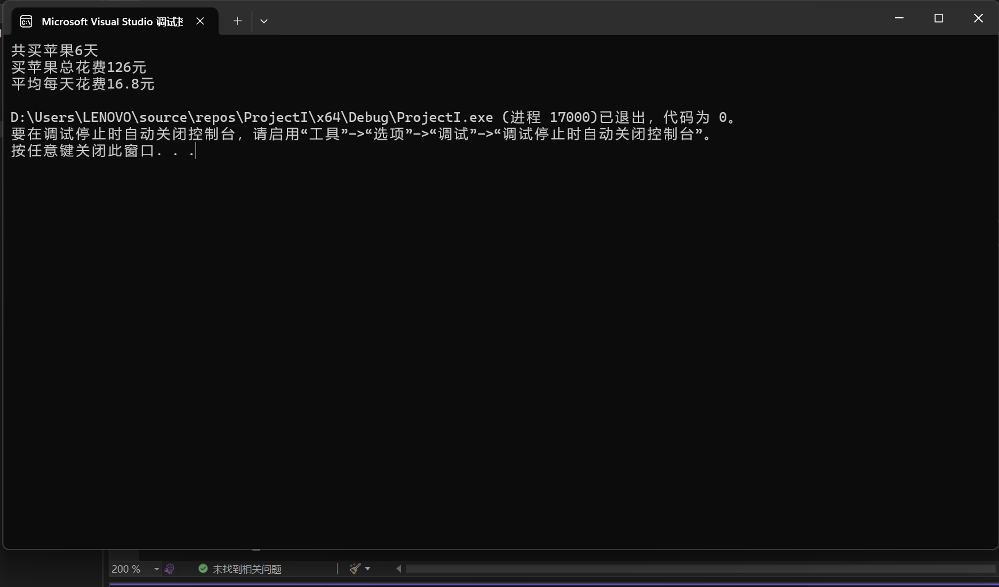 Microsoft Visual Studio 调试
共买苹果6天
买苹果总花费126元
平均每天花费16.8元
D:\Users\LENOVO\source\repos\ProjectI\x64\Debug\ProjectI.exe (进程 17000)已退出，代码为 0。
要在调试停止时自动关闭控制台，请启用“工具”->“选项”->“调试”->“调试停止时自动关闭控制台”。
按任意键关闭此窗口. . .
200 %
未找到相关问题